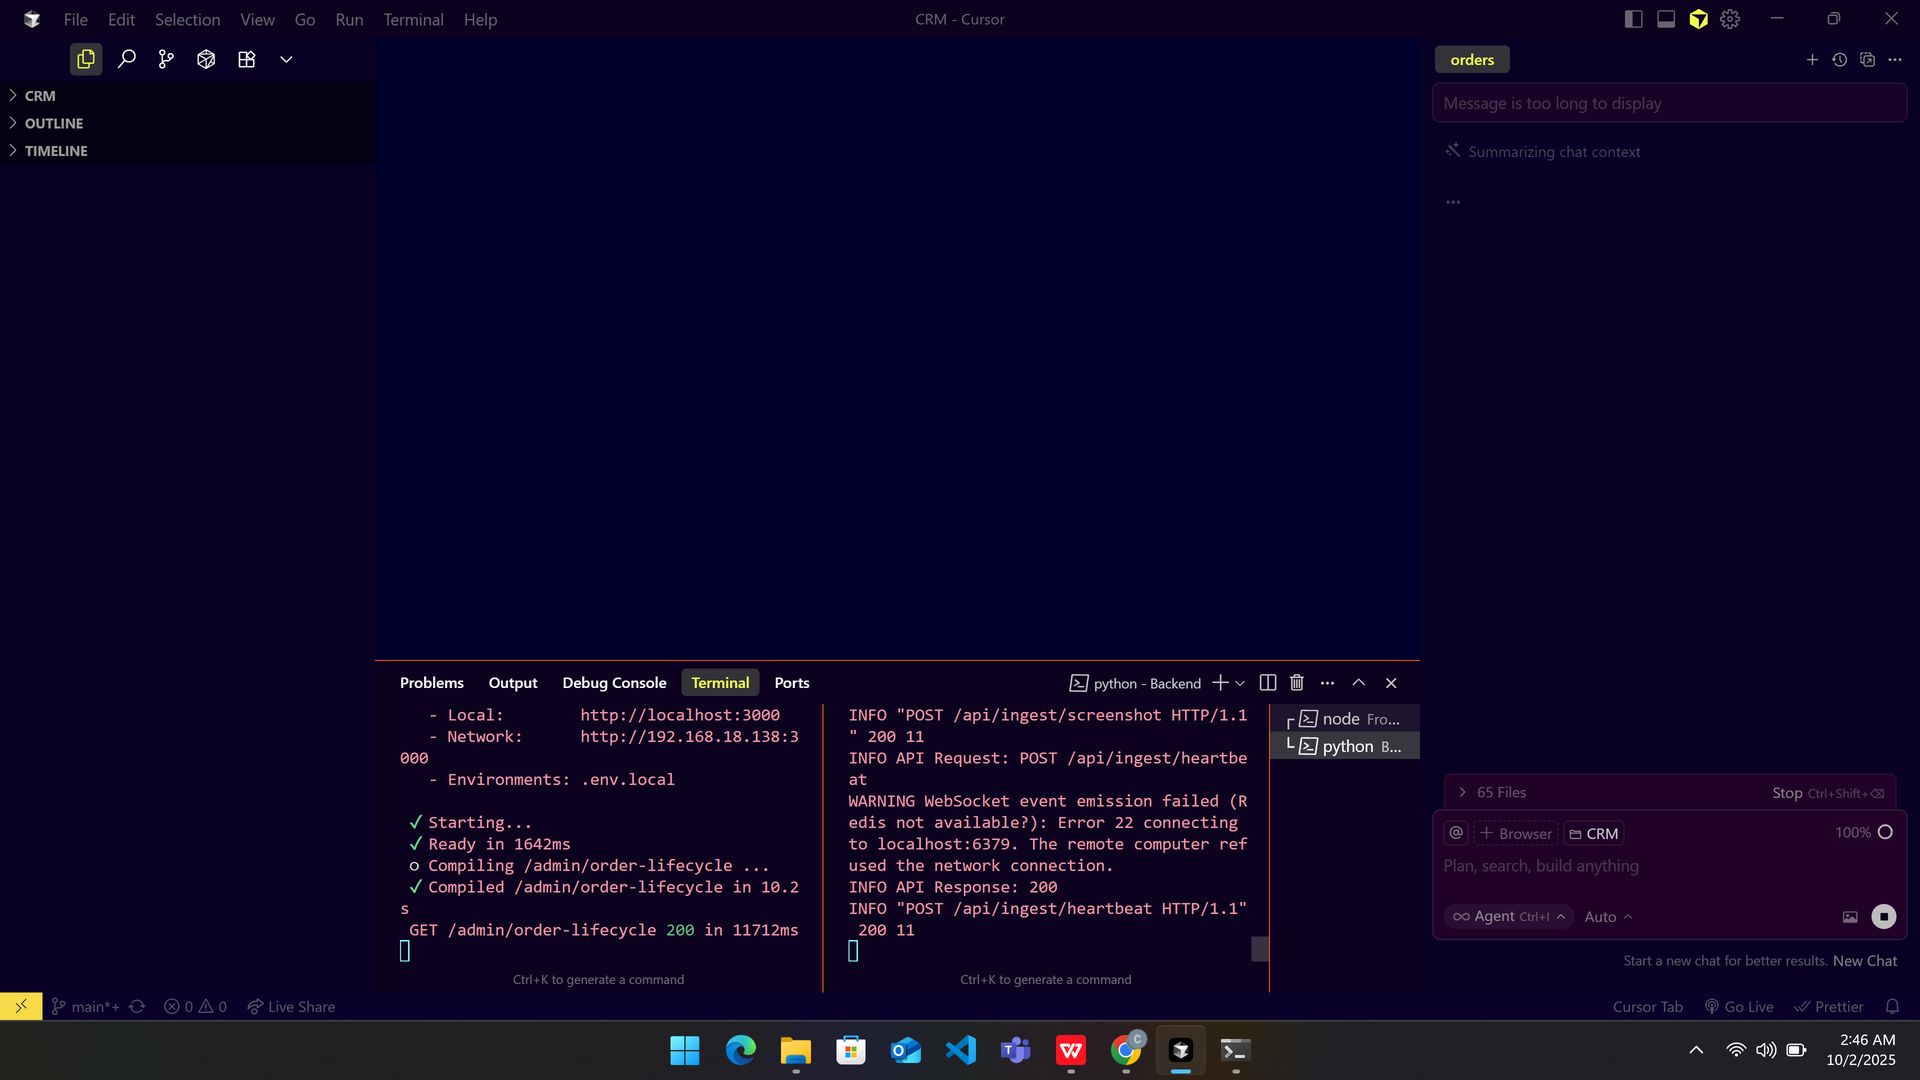 File Edit Selection View Go Run Terminal Help
CRM - Cursor
CRM
OUTLINE
TIMELINE
orders
Message is too long to display
Summarizing chat context
...
Problems Output Debug Console Terminal Ports
python - Backend
- Local: http://localhost:3000
- Network: http://192.168.18.138:3
000
- Environments: .env.local
✓ Starting...
✓ Ready in 1642ms
○ Compiling /admin/order-lifecycle ...
✓ Compiled /admin/order-lifecycle in 10.2
s
GET /admin/order-lifecycle 200 in 11712ms
Ctrl+K to generate a command
INFO "POST /api/ingest/screenshot HTTP/1.1
" 200 11
INFO API Request: POST /api/ingest/heartbe
at
WARNING WebSocket event emission failed (R
edis not available?): Error 22 connecting
to localhost:6379. The remote computer ref
used the network connection.
INFO API Response: 200
INFO "POST /api/ingest/heartbeat HTTP/1.1"
200 11
Ctrl+K to generate a command
node Fro...
python B...
65 Files
Stop Ctrl+Shift+⌫
@ + Browser CRM 100%
Plan, search, build anything
Agent Ctrl+I Auto
Start a new chat for better results. New Chat
main*+ 0 0 Live Share
Cursor Tab Go Live Prettier
2:46 AM
10/2/2025